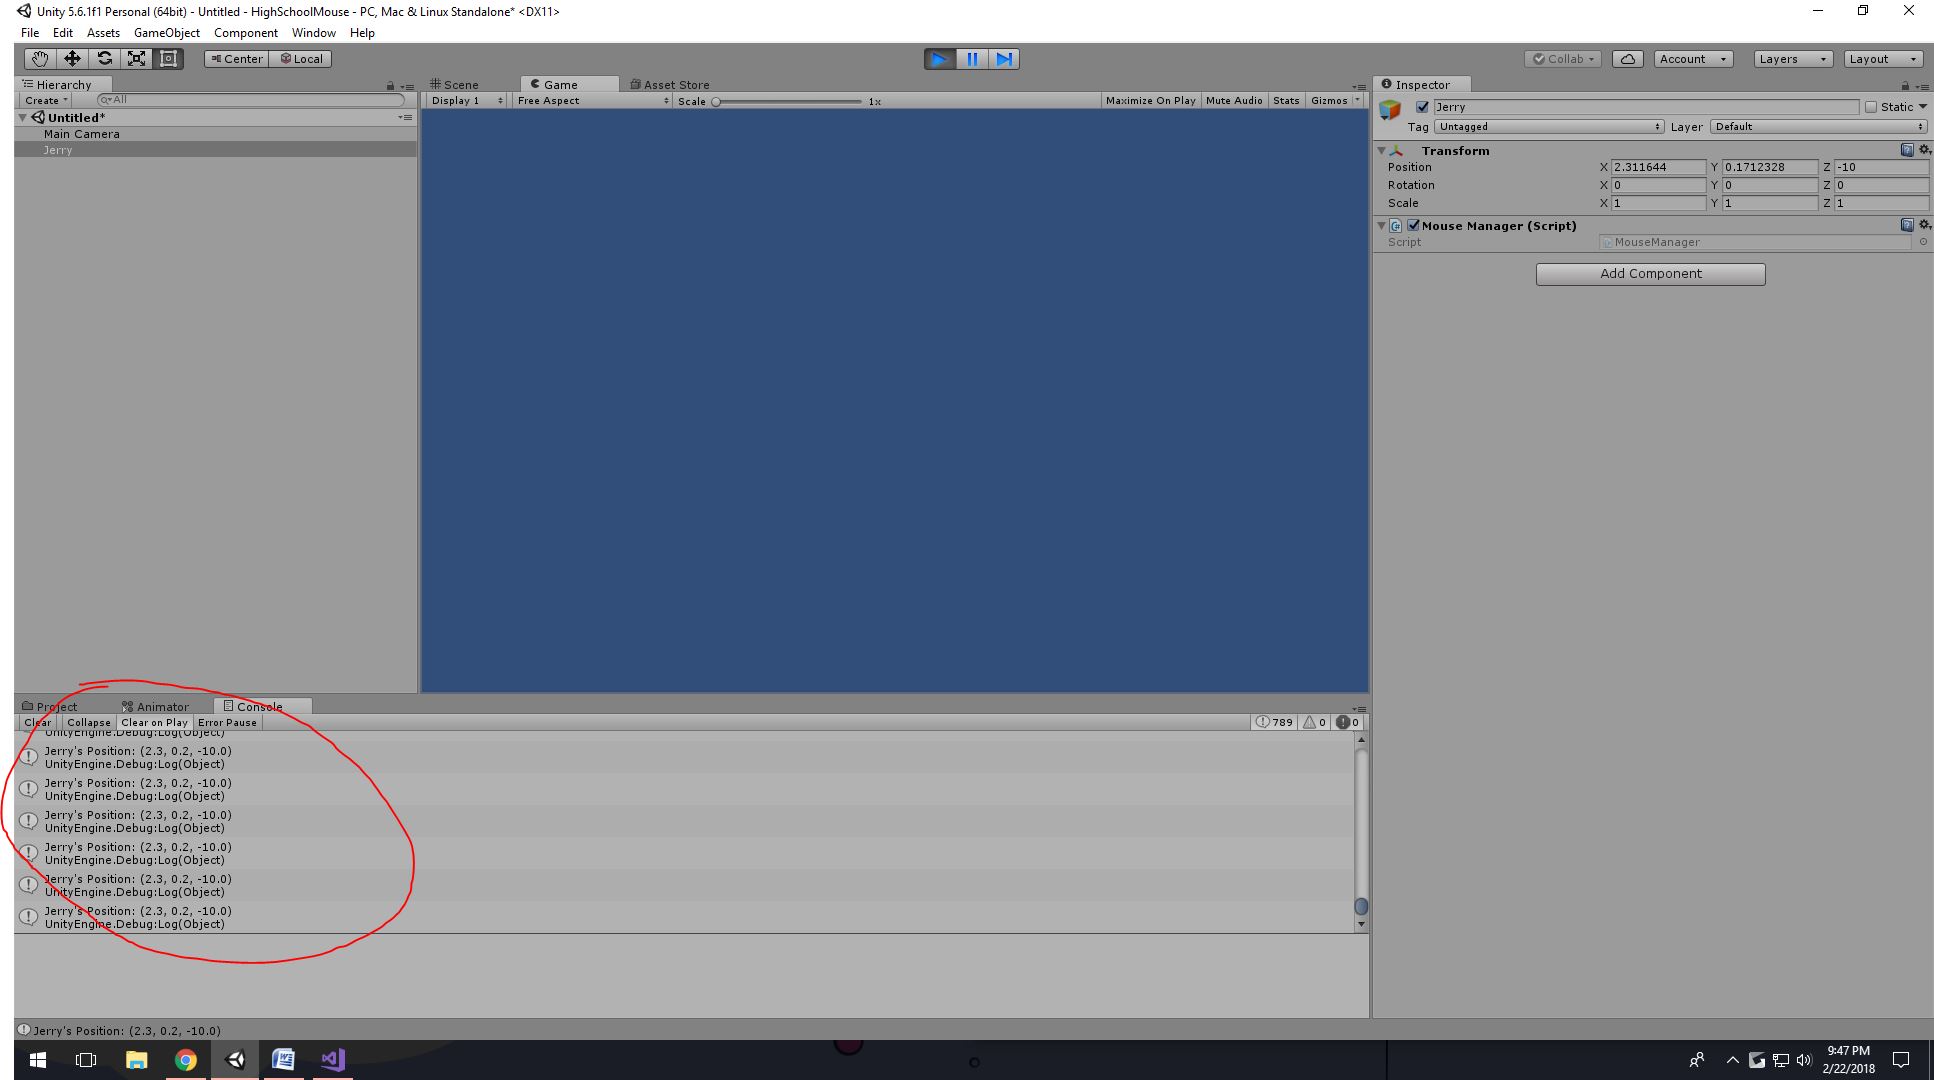 Unity 5.6.1f1 Personal (64bit) - Untitled - HighSchoolMouse - PC, Mac & Linux Standalone* <DX11>
File Edit Assets GameObject Component Window Help
Center Local Collab Account Layers Layout
Hierarchy Scene Game Asset Store Inspector
Create All Display 1 Free Aspect Scale 1x Maximize On Play Mute Audio Stats Gizmos
Jerry Static
Untitled*
Tag Untagged Layer Default
Main Camera
Jerry
Transform
Position X 2.311644 Y 0.1712328 Z -10
Rotation X 0 Y 0 Z 0
Scale X 1 Y 1 Z 1
Mouse Manager (Script)
Script MouseManager
Add Component
Project Animator Console
Clear Collapse Clear on Play Error Pause 789 0 0
UnityEngine.Debug:Log(Object)
Jerry's Position: (2.3, 0.2, -10.0)
UnityEngine.Debug:Log(Object)
Jerry's Position: (2.3, 0.2, -10.0)
UnityEngine.Debug:Log(Object)
Jerry's Position: (2.3, 0.2, -10.0)
UnityEngine.Debug:Log(Object)
Jerry's Position: (2.3, 0.2, -10.0)
UnityEngine.Debug:Log(Object)
Jerry's Position: (2.3, 0.2, -10.0)
UnityEngine.Debug:Log(Object)
Jerry's Position: (2.3, 0.2, -10.0)
UnityEngine.Debug:Log(Object)
Jerry's Position: (2.3, 0.2, -10.0)
9:47 PM
2/22/2018